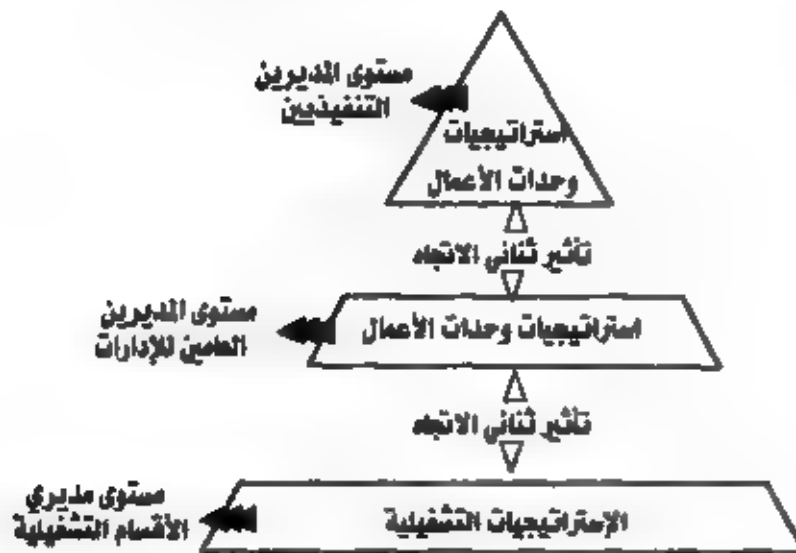 مستوى المديرين
التنفيذيين
استراتيجيات
وحدات الأعمال
تأثير ثنائي الاتجاه
مستوى المديرين
العامين للإدارات
استراتيجيات وحدات الأعمال
تأثير ثنائي الاتجاه
مستوى مديري
الأقسام التشغيلية
الإستراتيجيات التشغيلية